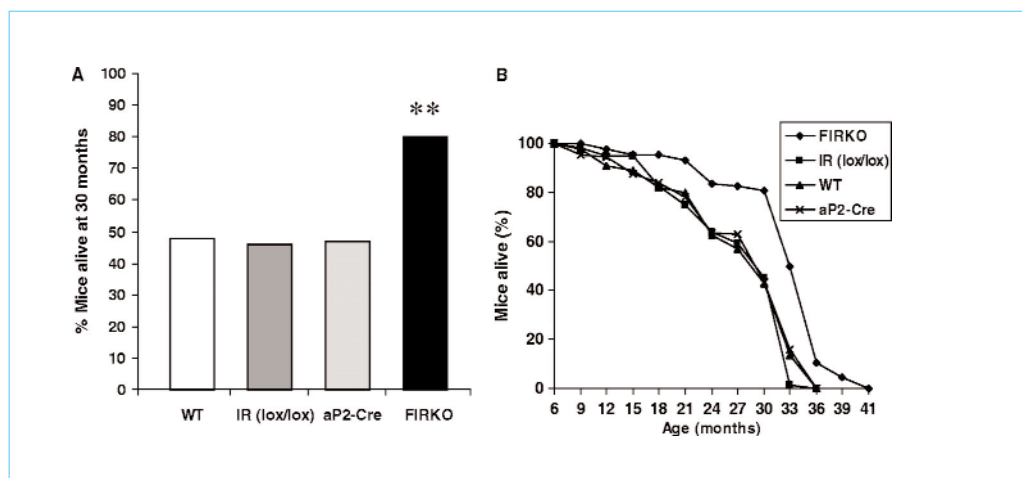 A
% Mice alive at 30 months
100
90
80
70
60
50
40
30
20
10
0
**
WT IR (lox/lox) aP2-Cre FIRKO
B
Mice alive (%)
100
80
60
40
20
0
6 9 12 15 18 21 24 27 30 33 36 39 41
Age (months)
FIRKO
IR (lox/lox)
WT
aP2-Cre